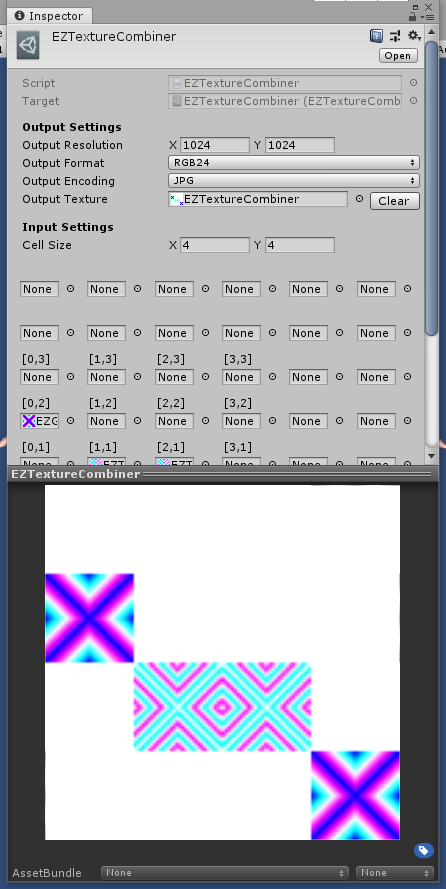 Inspector
EZTextureCombiner
Open
Script EZTextureCombiner
Target EZTextureCombiner (EZTextureComb
Output Settings
Output Resolution X 1024 Y 1024
Output Format RGB24
Output Encoding JPG
Output Texture EZTextureCombiner Clear
Input Settings
Cell Size X 4 Y 4
None None None None None None
None None None None None None
[0,3] [1,3] [2,3] [3,3]
None None None None None None
[0,2] [1,2] [2,2] [3,2]
EZG None None None None None
[0,1] [1,1] [2,1] [3,1]
None EZT EZT None None None
EZTextureCombiner
AssetBundle None None